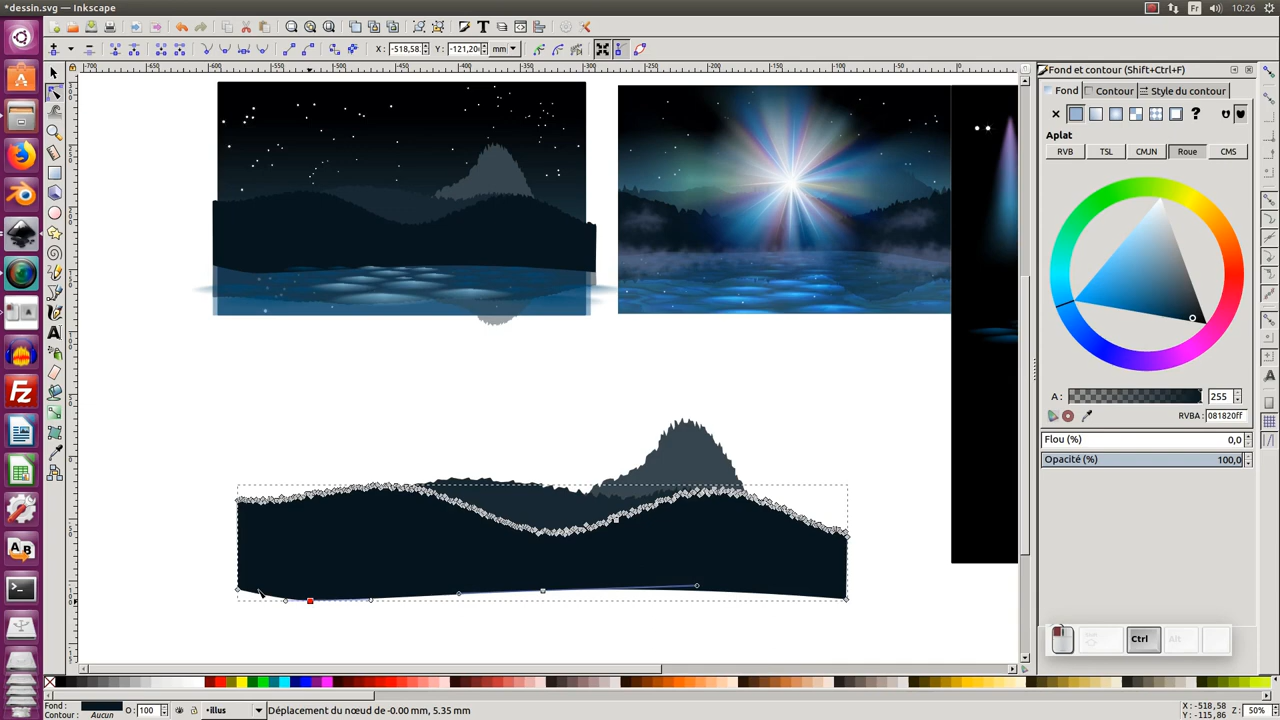 *dessin.svg — Inkscape
Fr
10:26
X :
-518,58
Y :
-121,20
mm
Fond et contour (Shift+Ctrl+F)
Fond
Contour
Style du contour
?
Aplat
RVB
TSL
CMJN
Roue
CMS
A :
255
RVBA :
081820ff
Flou (%)
0,0
Opacité (%)
100,0
Ctrl
Alt
Fond :
Contour :
Aucun
O :
100
•illus
Déplacement du nœud de -0.00 mm, 5.35 mm
X : -518,58
Y : -115,86
Z :
50%